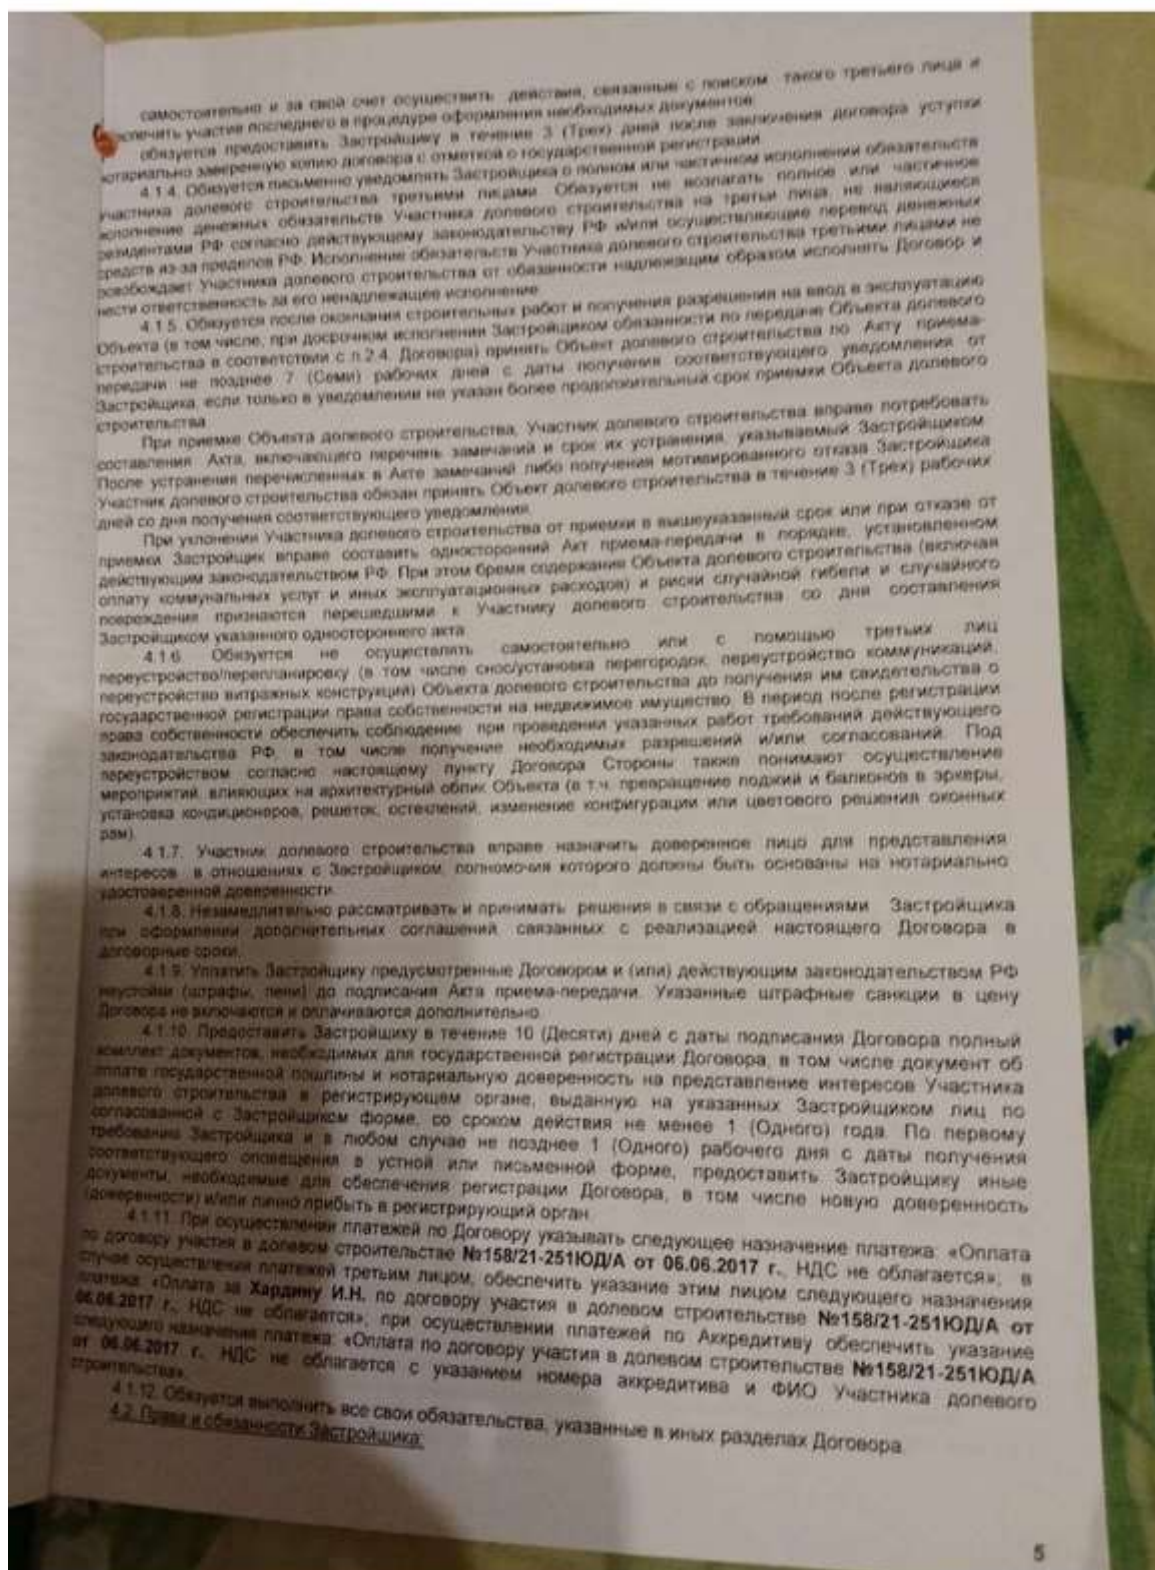 самостоятельно и за свой счет осуществить действия, связанные с поиском такого третьего лица и
обеспечить участие последнего в процедуре оформления необходимых документов.
обязуется предоставить Застройщику в течение 3 (Трех) дней после заключения договора уступки
нотариально заверенную копию договора с отметкой о государственной регистрации.
4.1.4. Обязуется письменно уведомлять Застройщика о полном или частичном исполнении обязательств
участника долевого строительства третьими лицами. Обязуется не возлагать полное или частичное
исполнение денежных обязательств Участника долевого строительства на третьи лица, не являющиеся
резидентами РФ согласно действующему законодательству РФ и/или осуществляющие перевод денежных
средств из-за пределов РФ. Исполнение обязательств Участника долевого строительства третьими лицами не
освобождает Участника долевого строительства от обязанности надлежащим образом исполнять Договор и
нести ответственность за его ненадлежащее исполнение.
4.1.5. Обязуется после окончания строительных работ и получения разрешения на ввод в эксплуатацию
Объекта (в том числе, при досрочном исполнении Застройщиком обязанности по передаче Объекта долевого
строительства в соответствии с п.2.4. Договора) принять Объект долевого строительства по Акту приема-
передачи не позднее 7 (Семи) рабочих дней с даты получения соответствующего уведомления от
Застройщика, если только в уведомлении не указан более продолжительный срок приемки Объекта долевого
строительства.
При приемке Объекта долевого строительства, Участник долевого строительства вправе потребовать
составления Акта, включающего перечень замечаний и срок их устранения, указываемый Застройщиком.
После устранения перечисленных в Акте замечаний либо получения мотивированного отказа Застройщика
Участник долевого строительства обязан принять Объект долевого строительства в течение 3 (Трех) рабочих
дней со дня получения соответствующего уведомления.
При уклонении Участника долевого строительства от приемки в вышеуказанный срок или при отказе от
приемки Застройщик вправе составить односторонний Акт приема-передачи в порядке, установленном
действующим законодательством РФ. При этом бремя содержания Объекта долевого строительства (включая
оплату коммунальных услуг и иных эксплуатационных расходов) и риски случайной гибели и случайного
повреждения признаются перешедшими к Участнику долевого строительства со дня составления
Застройщиком указанного одностороннего акта.
4.1.6. Обязуется не осуществлять самостоятельно или с помощью третьих лиц
переустройство/перепланировку (в том числе снос/установка перегородок, переустройство коммуникаций,
переустройство витражных конструкций) Объекта долевого строительства до получения им свидетельства о
государственной регистрации права собственности на недвижимое имущество. В период после регистрации
права собственности обеспечить соблюдение при проведении указанных работ требований действующего
законодательства РФ, в том числе получение необходимых разрешений и/или согласований. Под
переустройством согласно настоящему пункту Договора Стороны также понимают осуществление
мероприятий, влияющих на архитектурный облик Объекта (в т.ч. превращение лоджий и балконов в эркеры,
установка кондиционеров, решеток, остеклений, изменение конфигурации или цветового решения оконных
рам).
4.1.7. Участник долевого строительства вправе назначить доверенное лицо для представления
интересов в отношениях с Застройщиком, полномочия которого должны быть основаны на нотариально
удостоверенной доверенности.
4.1.8. Незамедлительно рассматривать и принимать решения в связи с обращениями Застройщика
при оформлении дополнительных соглашений, связанных с реализацией настоящего Договора в
договорные сроки.
4.1.9. Уплатить Застройщику предусмотренные Договором и (или) действующим законодательством РФ
неустойки (штрафы, пени) до подписания Акта приема-передачи. Указанные штрафные санкции в цену
Договора не включаются и оплачиваются дополнительно.
4.1.10. Предоставить Застройщику в течение 10 (Десяти) дней с даты подписания Договора полный
комплект документов, необходимых для государственной регистрации Договора, в том числе документ об
оплате государственной пошлины и нотариальную доверенность на представление интересов Участника
долевого строительства в регистрирующем органе, выданную на указанных Застройщиком лиц по
согласованной с Застройщиком форме, со сроком действия не менее 1 (Одного) года. По первому
требованию Застройщика и в любом случае не позднее 1 (Одного) рабочего дня с даты получения
соответствующего оповещения в устной или письменной форме, предоставить Застройщику иные
документы, необходимые для обеспечения регистрации Договора, в том числе новую доверенность
(доверенности) и/или лично прибыть в регистрирующий орган.
4.1.11. При осуществлении платежей по Договору указывать следующее назначение платежа: «Оплата
по договору участия в долевом строительстве №158/21-251ЮД/А от 06.06.2017 г., НДС не облагается»; в
случае осуществления платежей третьим лицом, обеспечить указание этим лицом следующего назначения
платежа: «Оплата за Хардину И.Н. по договору участия в долевом строительстве №158/21-251ЮД/А от
06.06.2017 г., НДС не облагается»; при осуществлении платежей по Аккредитиву обеспечить указание
следующего назначения платежа: «Оплата по договору участия в долевом строительстве №158/21-251ЮД/А
от 06.06.2017 г., НДС не облагается с указанием номера аккредитива и ФИО Участника долевого
строительства».
4.1.12. Обязуется выполнить все свои обязательства, указанные в иных разделах Договора.
4.2. Права и обязанности Застройщика:
5